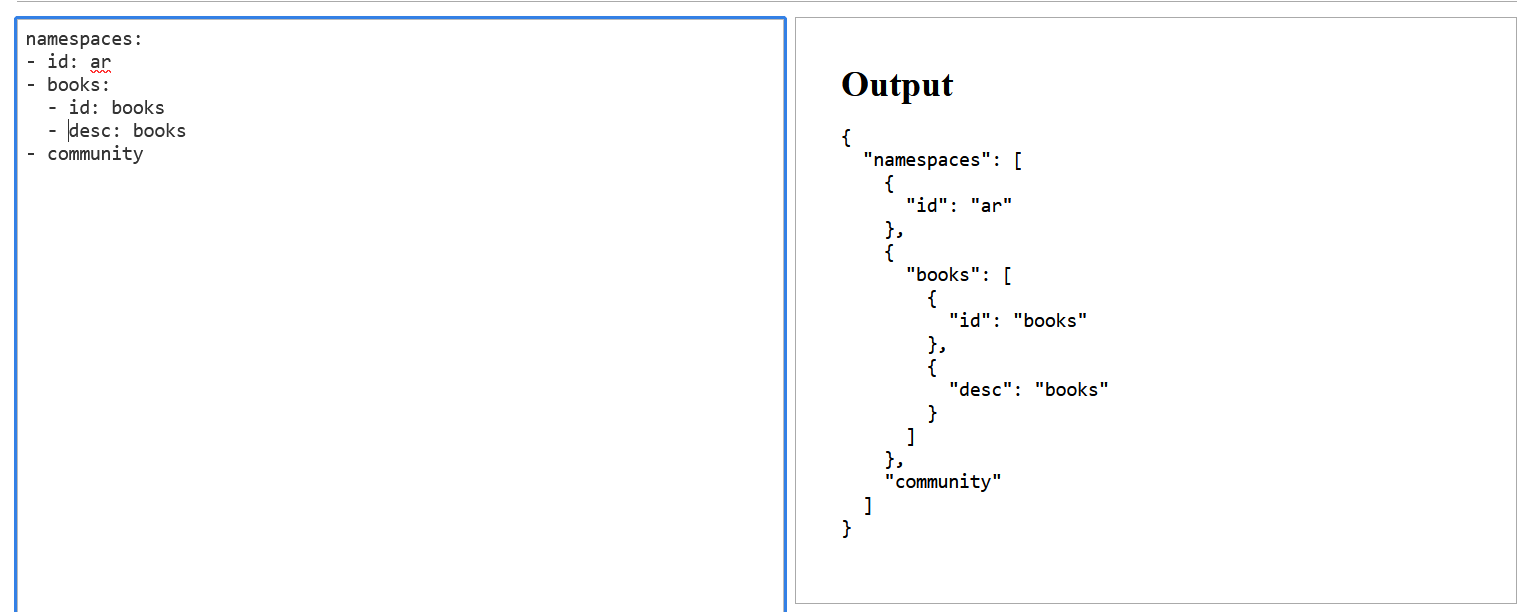 namespaces:
- id: ar
- books:
  - id: books
  - desc: books
- community
Output
{
  "namespaces": [
    {
      "id": "ar"
    },
    {
      "books": [
        {
          "id": "books"
        },
        {
          "desc": "books"
        }
      ]
    },
    "community"
  ]
}